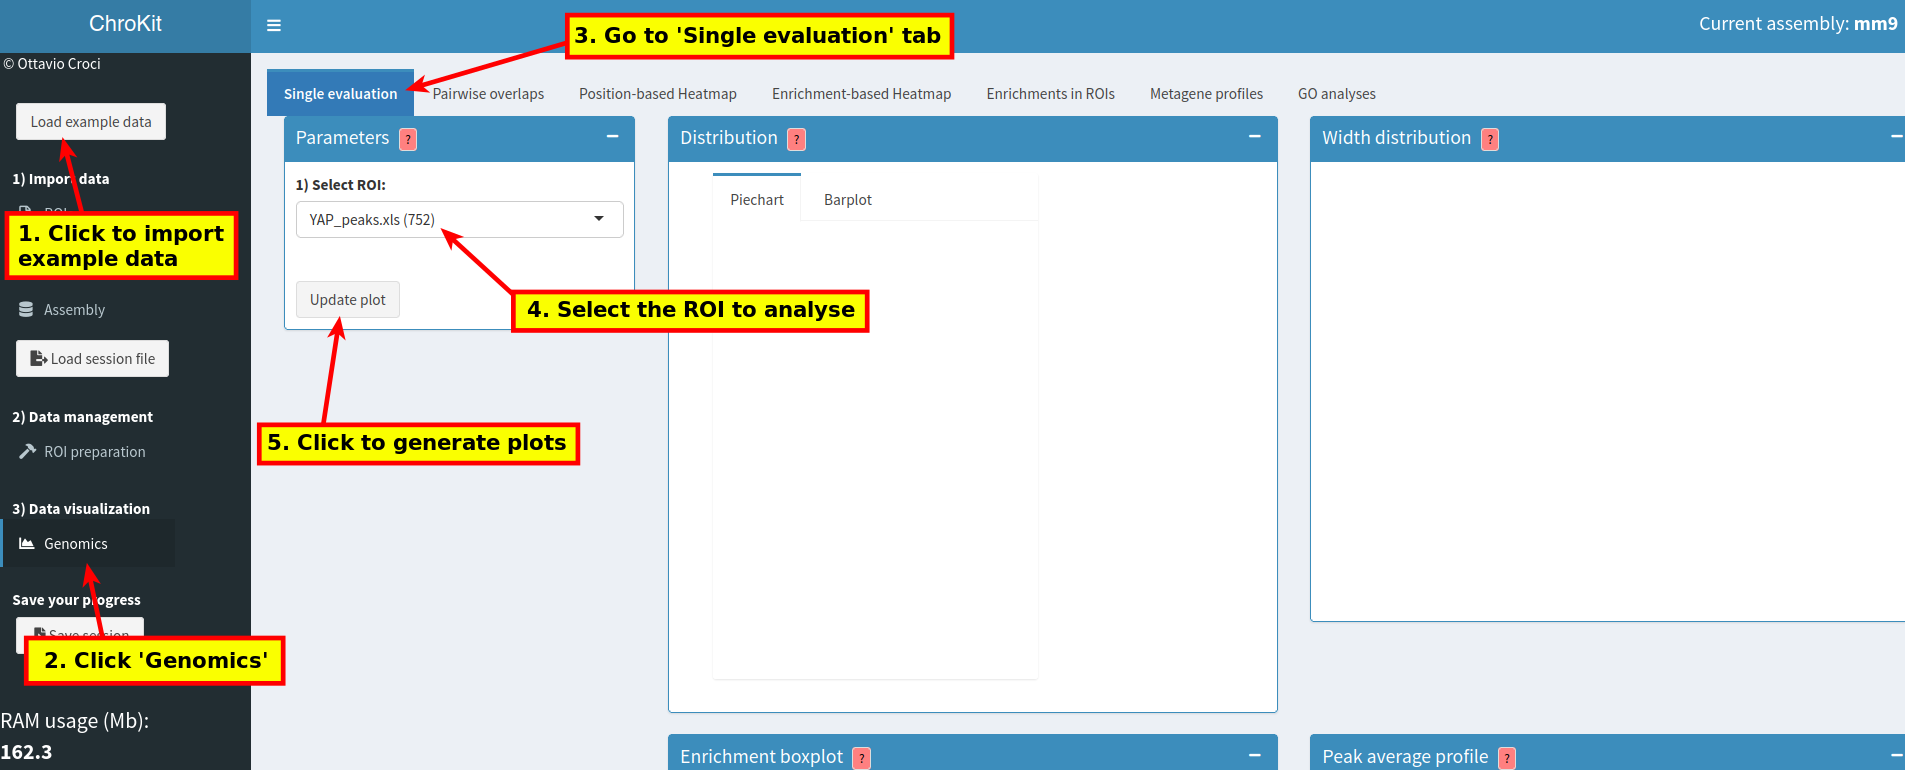 ChroKit
Current assembly: mm9
3. Go to 'Single evaluation' tab
© Ottavio Croci
Load example data
1) Import data
ROI
1. Click to import
example data
Assembly
Load session file
2) Data management
ROI preparation
3) Data visualization
Genomics
Save your progress
Save session
2. Click 'Genomics'
RAM usage (Mb):
162.3
Single evaluation
Pairwise overlaps
Position-based Heatmap
Enrichment-based Heatmap
Enrichments in ROIs
Metagene profiles
GO analyses
Parameters ?
1) Select ROI:
YAP_peaks.xls (752)
Update plot
4. Select the ROI to analyse
5. Click to generate plots
Distribution ?
Piechart
Barplot
Width distribution ?
Enrichment boxplot ?
Peak average profile ?